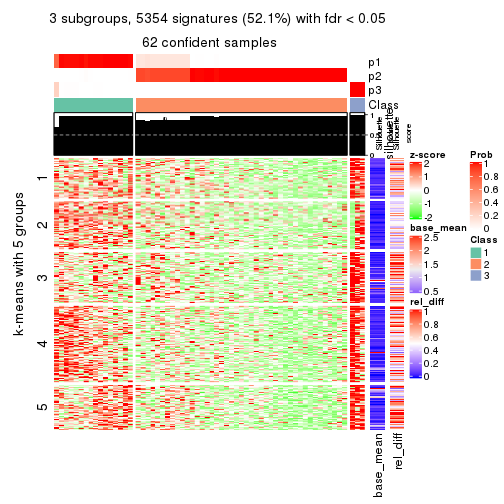 3 subgroups, 5354 signatures (52.1%) with fdr < 0.05
62 confident samples
p1
p2
p3
Class
1
0.5
0
Silhouette
silhouette
Silhouette
score
k-means with 5 groups
1
2
3
4
5
base_mean
rel_diff
z-score
2
1
0
-1
-2
base_mean
2.5
2
1.5
1
0.5
rel_diff
1
0.8
0.6
0.4
0.2
0
Prob
1
0.8
0.6
0.4
0.2
0
Class
1
2
3